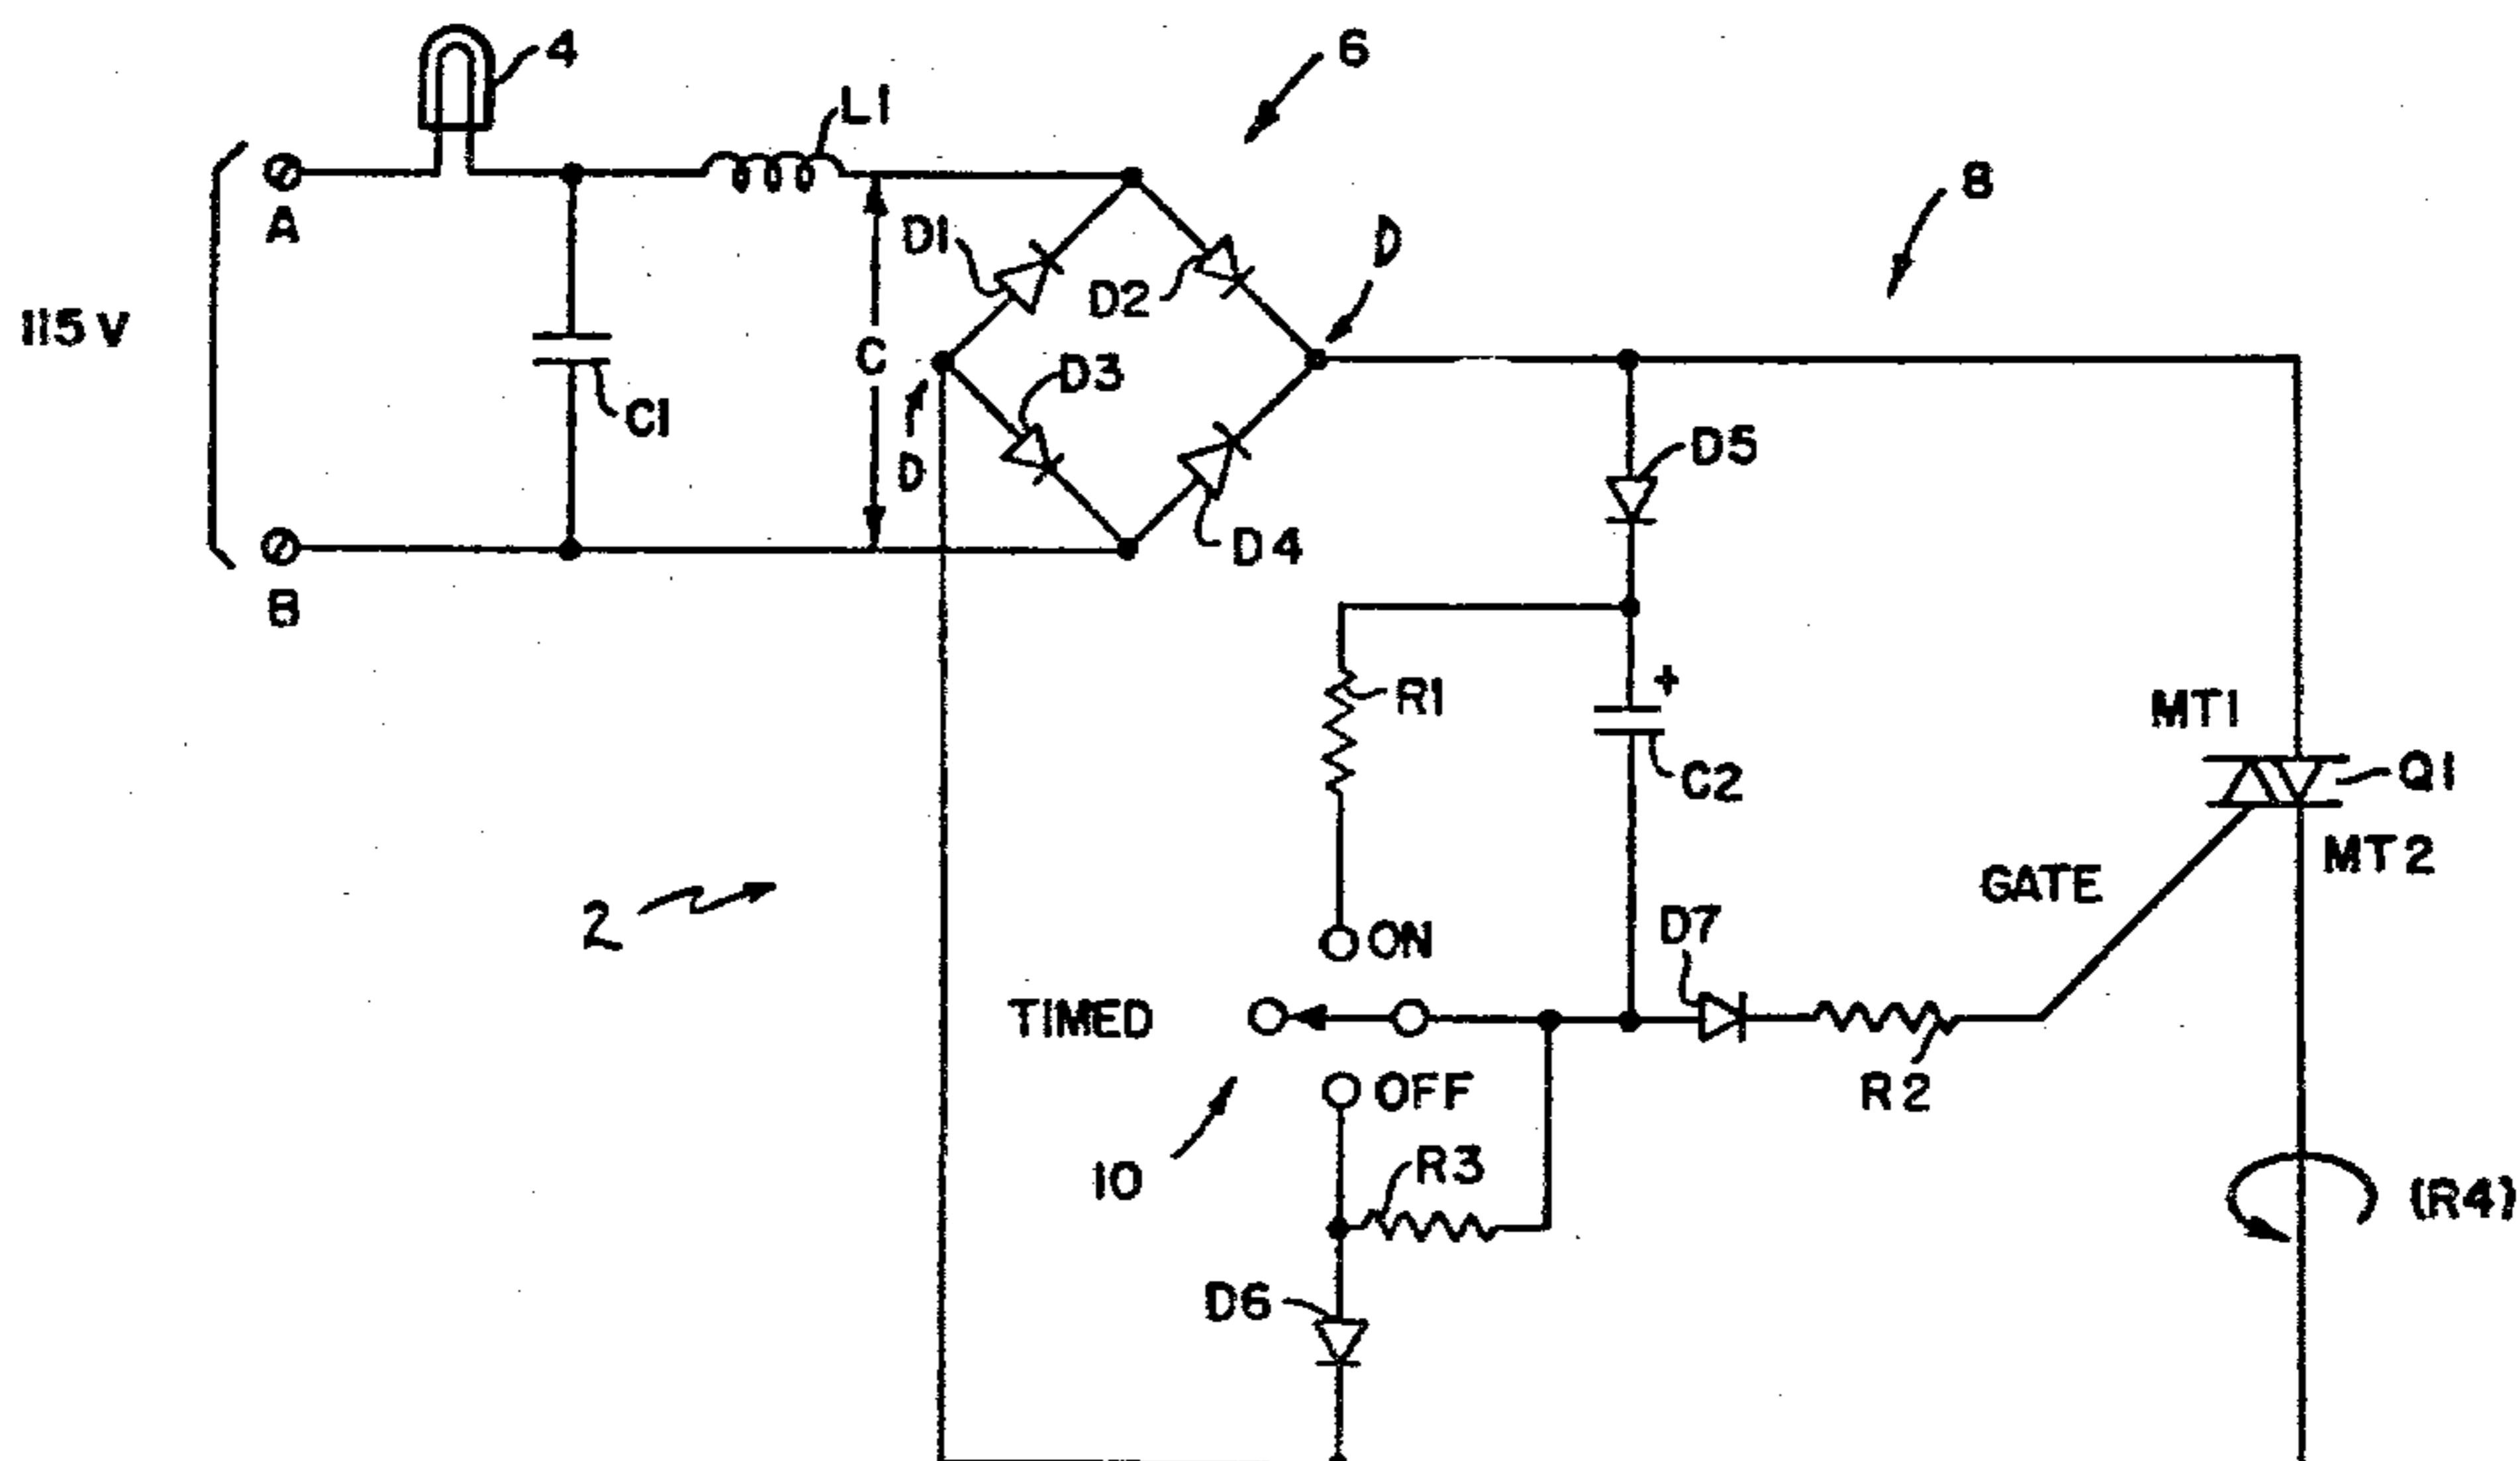 4
6
L1
8
A
D1
D
D2
115V
C
D3
C1
D5
D
D4
B
R1
+
MT1
C2
Q1
MT2
GATE
2
D7
ON
TIMED
OFF
R2
10
R3
(R4)
D6